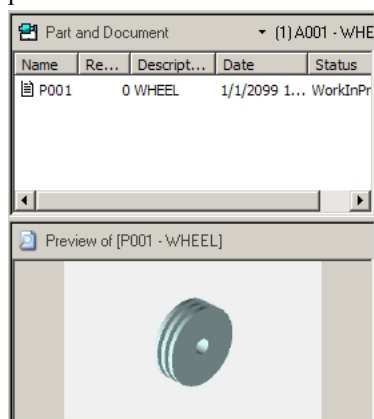 Part and Document (1) A001 - WHE
Name Re... Descript... Date Status
P001 0 WHEEL 1/1/2099 1... WorkInPr
Preview of [P001 - WHEEL]